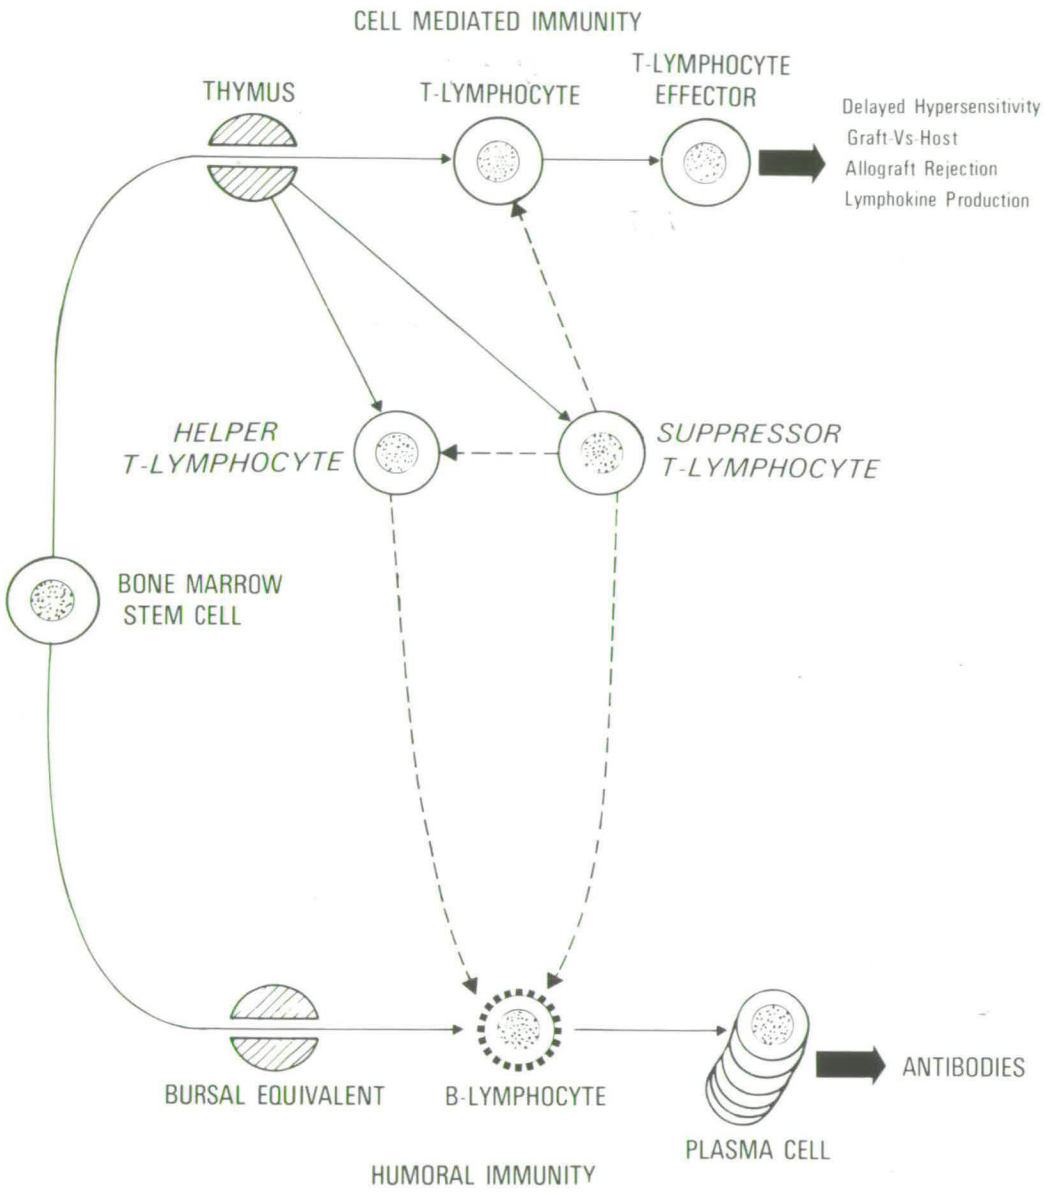 CELL MEDIATED IMMUNITY
THYMUS
T-LYMPHOCYTE
T-LYMPHOCYTE
EFFECTOR
Delayed Hypersensitivity
Graft-Vs-Host
Allograft Rejection
Lymphokine Production
HELPER
T-LYMPHOCYTE
SUPPRESSOR
T-LYMPHOCYTE
BONE MARROW
STEM CELL
BURSAL EQUIVALENT
B-LYMPHOCYTE
ANTIBODIES
PLASMA CELL
HUMORAL IMMUNITY